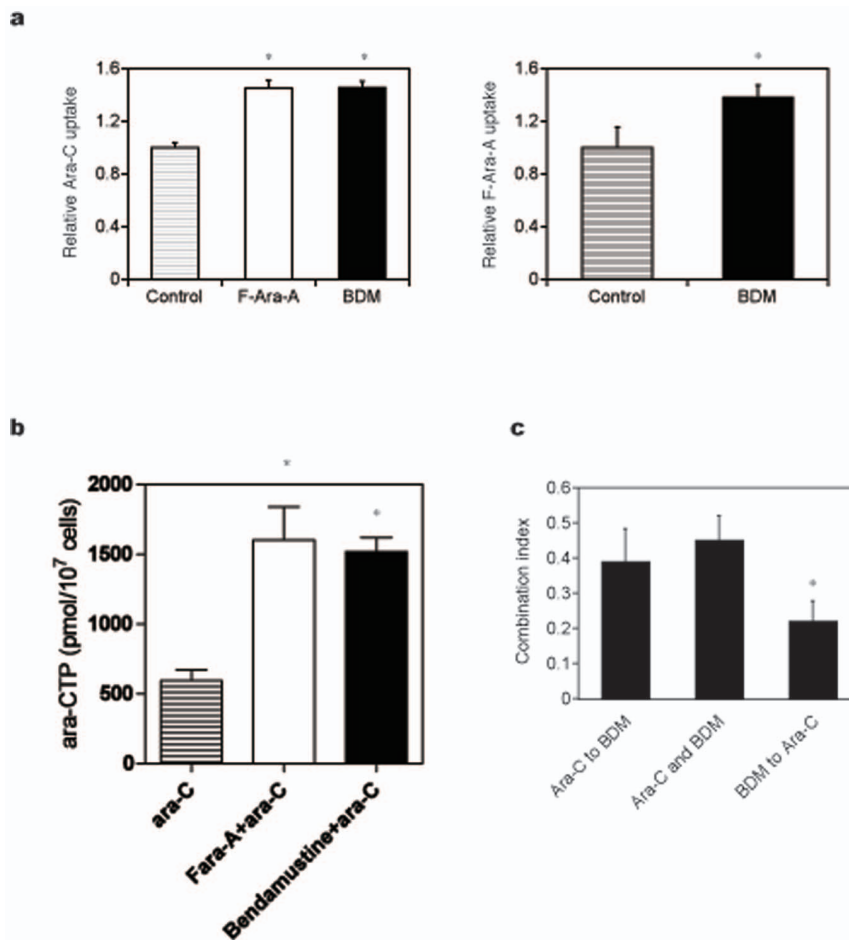 a
Relative Ara-C uptake
1.6
1.2
0.8
0.4
0
*
*
Control
F-Ara-A
BDM
Relative F-Ara-A uptake
1.6
1.2
0.8
0.4
0
*
Control
BDM
b
ara-CTP (pmol/10⁷ cells)
2000
1500
1000
500
0
*
*
ara-C
Fara-A+ara-C
Bendamustine+ara-C
c
Combination index
0.6
0.5
0.4
0.3
0.2
0.1
0
*
Ara-C to BDM
Ara-C and BDM
BDM to Ara-C